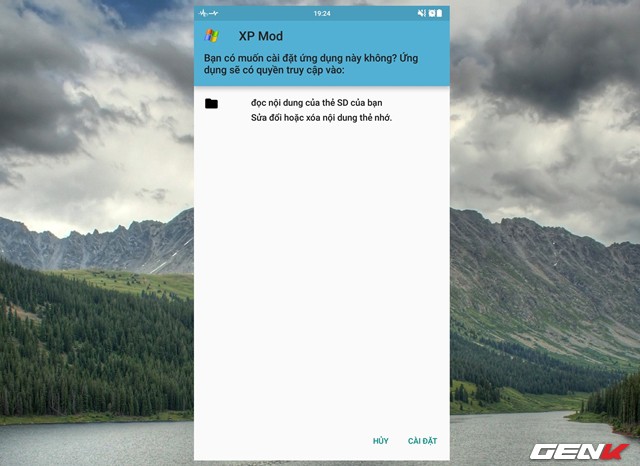 19:24
XP Mod
Bạn có muốn cài đặt ứng dụng này không? Ứng
dụng sẽ có quyền truy cập vào:
đọc nội dung của thẻ SD của bạn
Sửa đổi hoặc xóa nội dung thẻ nhớ.
HỦY CÀI ĐẶT
GENK